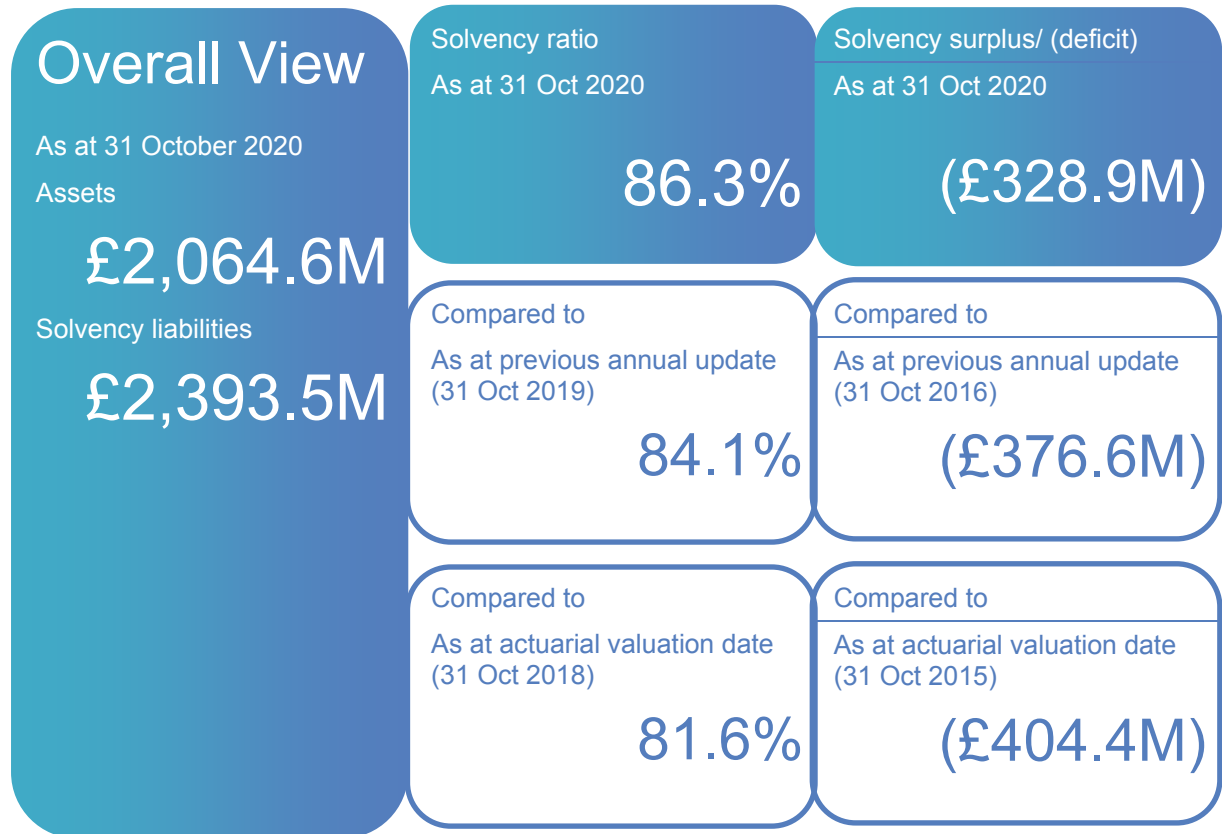 Overall View
As at 31 October 2020
Assets
£2,064.6M
Solvency liabilities
£2,393.5M
Solvency ratio
As at 31 Oct 2020
86.3%
Solvency surplus/ (deficit)
As at 31 Oct 2020
(£328.9M)
Compared to
As at previous annual update
(31 Oct 2019)
84.1%
Compared to
As at previous annual update
(31 Oct 2016)
(£376.6M)
Compared to
As at actuarial valuation date
(31 Oct 2018)
81.6%
Compared to
As at actuarial valuation date
(31 Oct 2015)
(£404.4M)